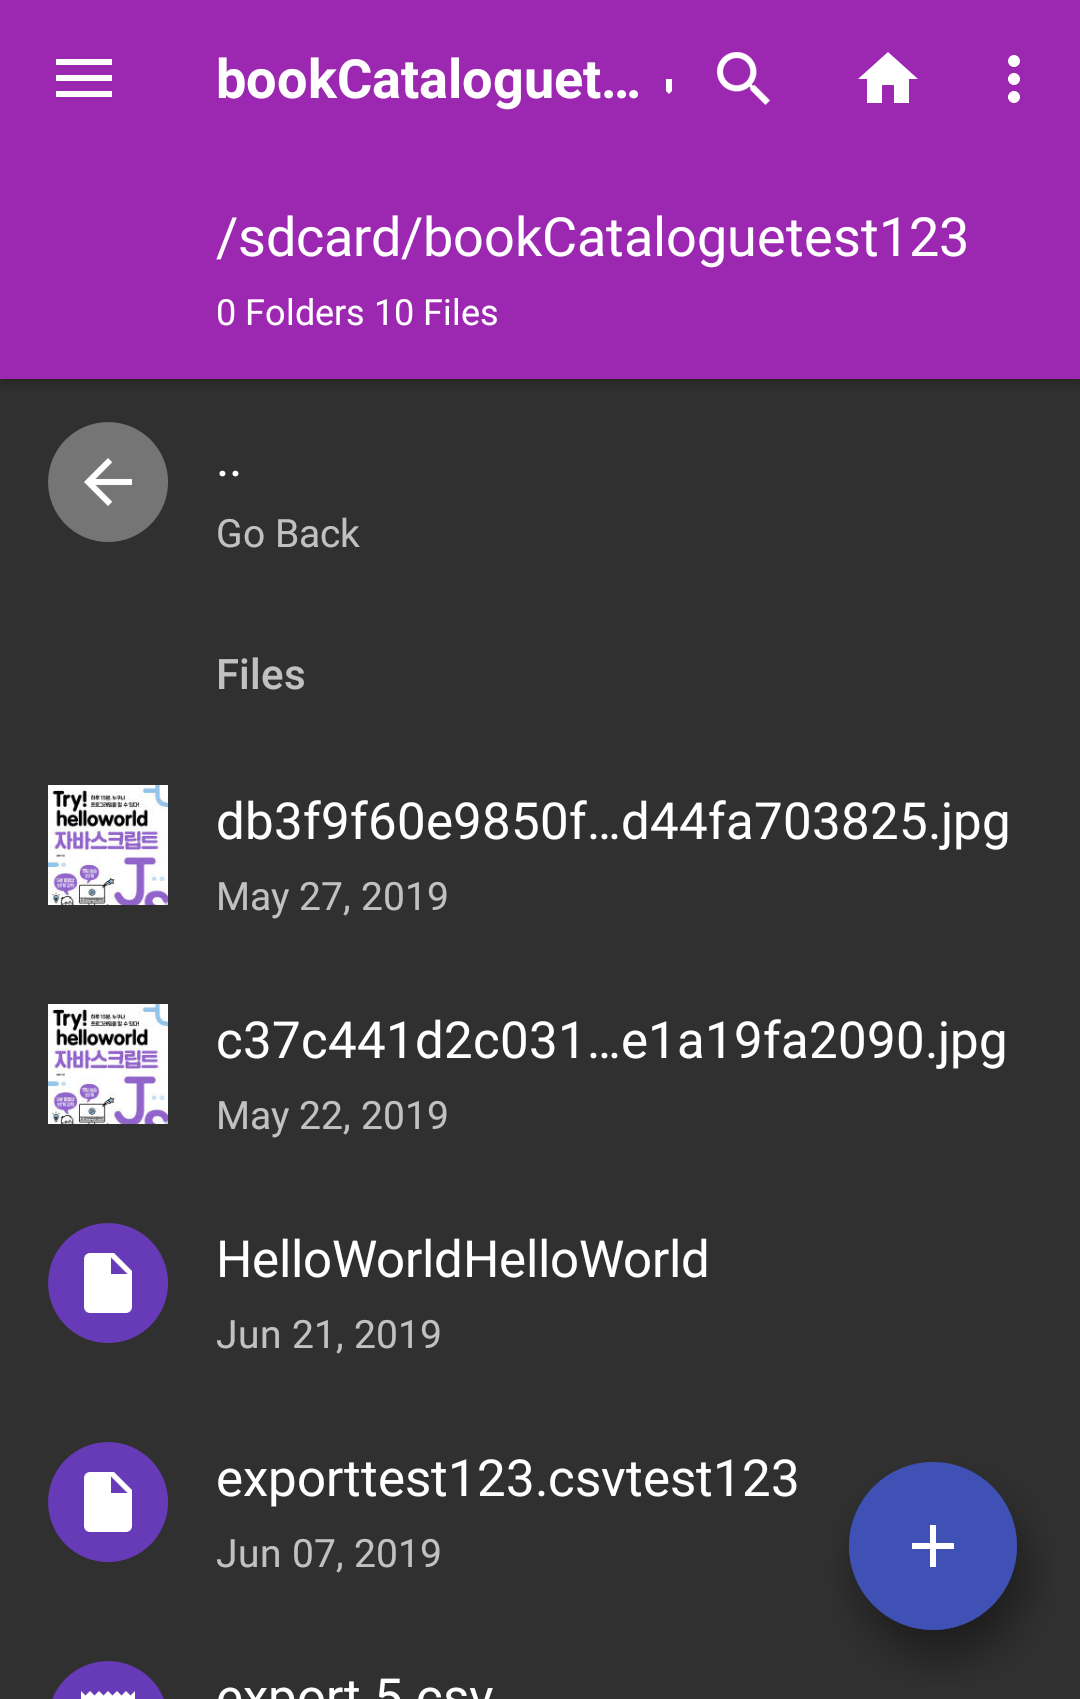 bookCataloguet...
/sdcard/bookCataloguetest123
0 Folders 10 Files
..
Go Back
Files
Try!
helloworld
자바스크립트
db3f9f60e9850f...d44fa703825.jpg
May 27, 2019
Try!
helloworld
자바스크립트
c37c441d2c031...e1a19fa2090.jpg
May 22, 2019
HelloWorldHelloWorld
Jun 21, 2019
exporttest123.csvtest123
Jun 07, 2019
export.5.csv